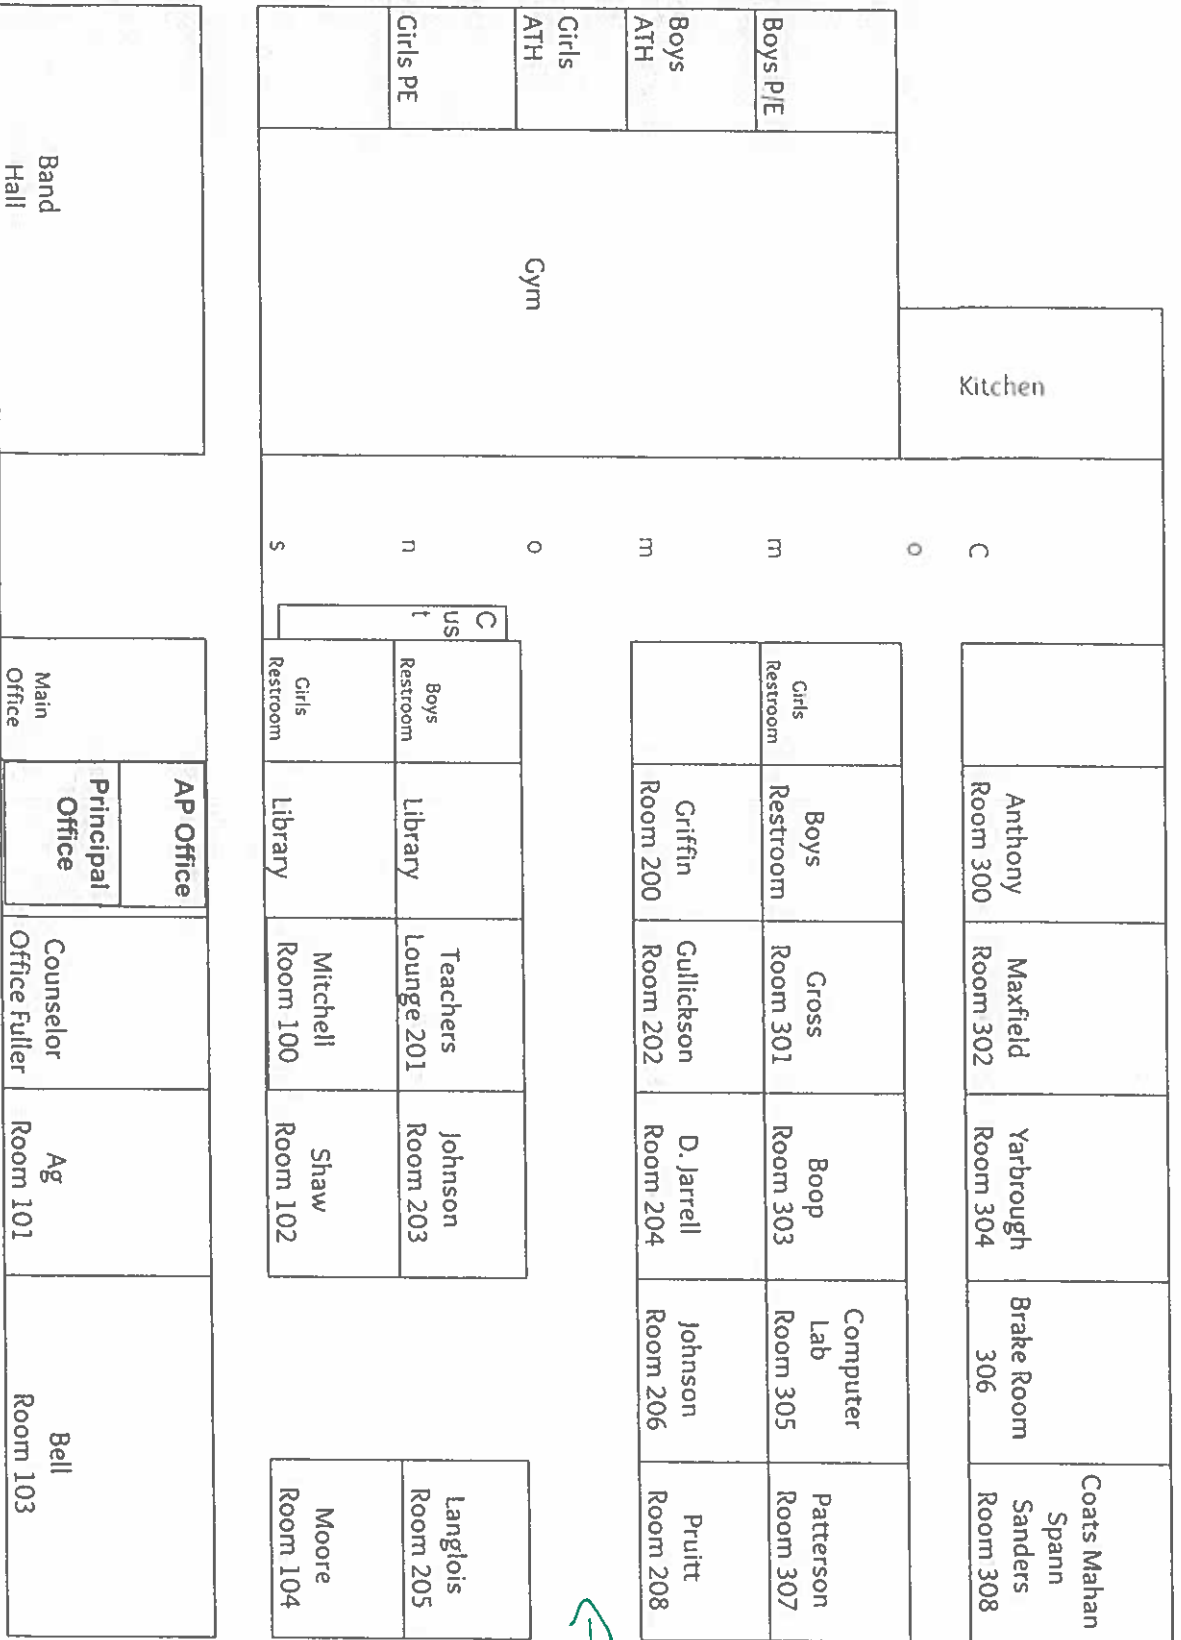 Boys P/E
Boys
ATH
Girls
ATH
Girls PE
Gym
Kitchen
C
o
m
m
o
n
s
Band
Hall
C
us
t
Anthony
Room 300
Maxfield
Room 302
Yarbrough
Room 304
Brake Room
306
Coats Mahan
Spann
Sanders
Room 308
Girls
Restroom
Boys
Restroom
Gross
Room 301
Boop
Room 303
Computer
Lab
Room 305
Patterson
Room 307
Griffin
Room 200
Gullickson
Room 202
D. Jarrell
Room 204
Johnson
Room 206
Pruitt
Room 208
Boys
Restroom
Library
Teachers
Lounge 201
Johnson
Room 203
Langlois
Room 205
Girls
Restroom
Library
Mitchell
Room 100
Shaw
Room 102
Moore
Room 104
Main
Office
AP Office
Principal
Office
Counselor
Office Fuller
Ag
Room 101
Bell
Room 103